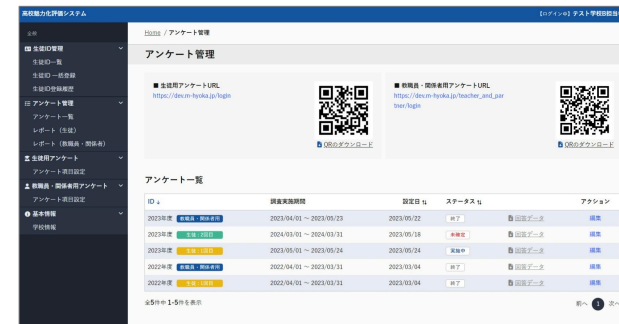 高校魅力化評価システム
【ログイン中】テスト学校B担当
全般
生徒ID管理
生徒ID一覧
生徒ID 一括登録
生徒ID登録履歴
アンケート管理
アンケート一覧
レポート（生徒）
レポート（教職員・関係者）
生徒用アンケート
アンケート項目設定
教職員・関係者用アンケート
アンケート項目設定
基本情報
学校情報
Home / アンケート管理
アンケート管理
■ 生徒用アンケートURL
https://dev.m-hyoka.jp/login
QRのダウンロード
■ 教職員・関係者用アンケートURL
https://dev.m-hyoka.jp/teacher_and_par
tner/login
QRのダウンロード
アンケート一覧
ID ↓ 調査実施期間 設定日 ↑↓ ステータス ↑↓ アクション
2023年度 教職員・関係者用 2023/04/01 ～ 2023/05/23 2023/05/22 終了 回答データ 編集
2023年度 生徒：2回目 2024/03/01 ～ 2024/03/31 2023/05/18 未確定 回答データ 編集
2023年度 生徒：1回目 2023/05/01 ～ 2023/05/24 2023/05/24 実施中 回答データ 編集
2022年度 教職員・関係者用 2022/04/01 ～ 2023/03/31 2023/03/04 終了 回答データ 編集
2022年度 生徒：1回目 2022/04/01 ～ 2023/03/31 2023/03/04 終了 回答データ 編集
全5件中 1-5件を表示
前へ 1 次へ